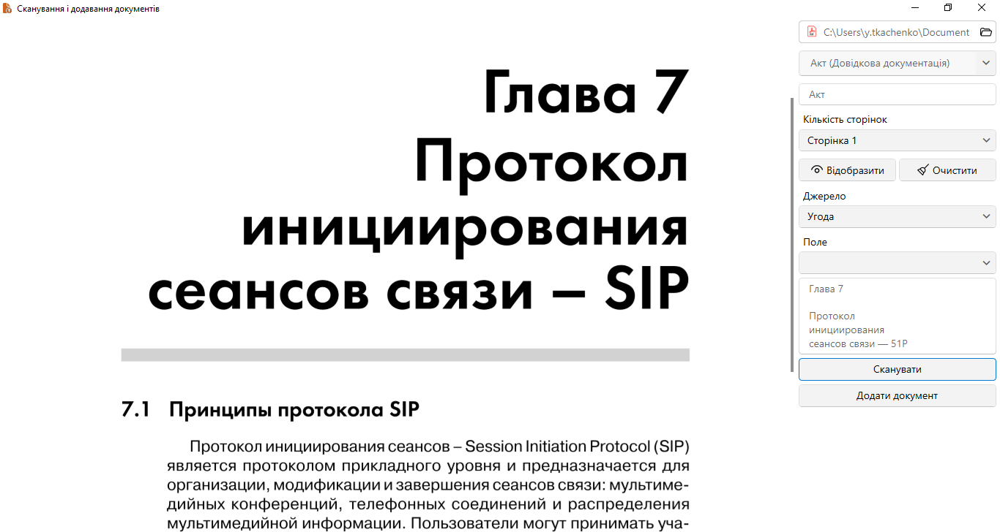 Сканування і додавання документів
Глава 7
Протокол
инициирования
сеансов связи – SIP
7.1 Принципы протокола SIP
Протокол инициирования сеансов – Session Initiation Protocol (SIP)
является протоколом прикладного уровня и предназначается для
организации, модификации и завершения сеансов связи: мультиме-
дийных конференций, телефонных соединений и распределения
мультимедийной информации. Пользователи могут принимать уча-
C:\Users\y.tkachenko\Document
Акт (Довідкова документація)
Акт
Кількість сторінок
Сторінка 1
Відобразити
Очистити
Джерело
Угода
Поле
Глава 7
Протокол
инициирования
сеансов связи — 51Р
Сканувати
Додати документ